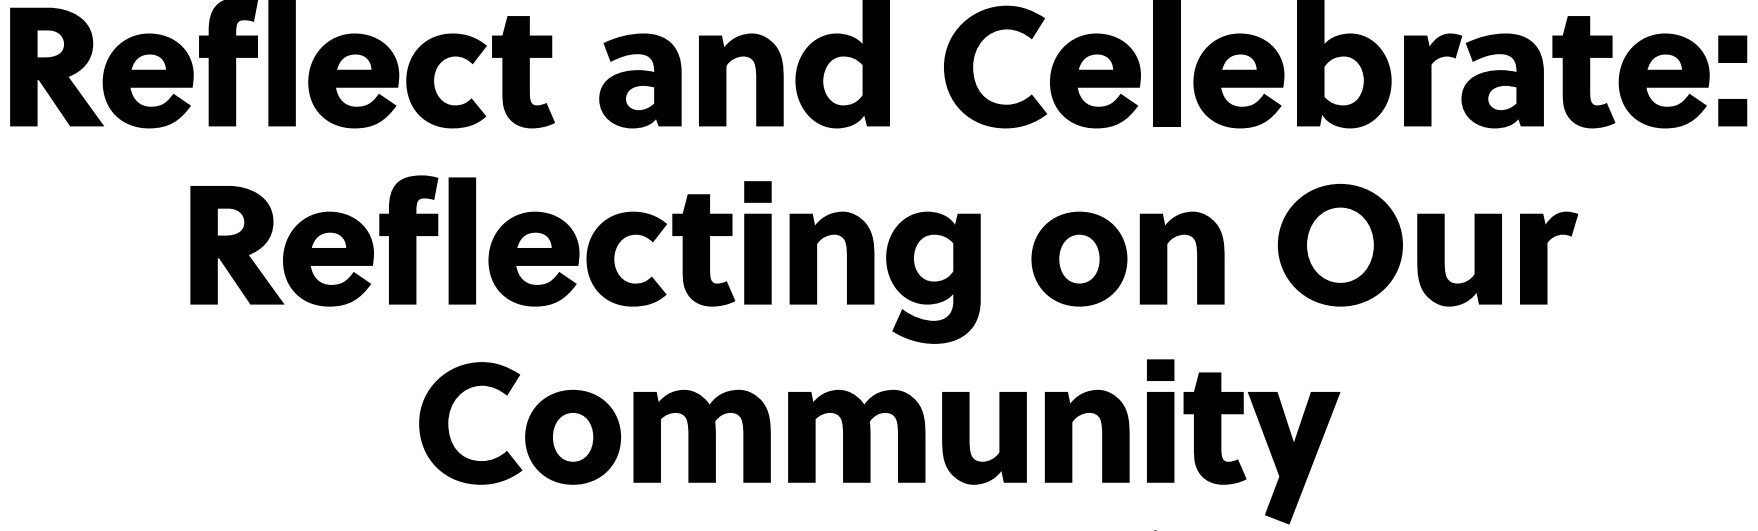 Reflect and Celebrate:
Reflecting on Our
Community